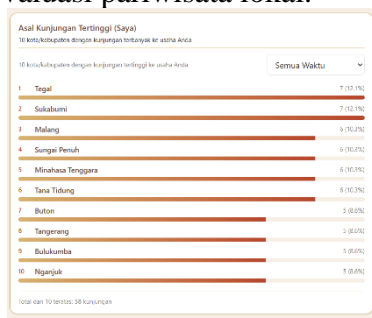 valuasi pariwisata lokal.
Asal Kunjungan Tertinggi (Saya)
10 kota/kabupaten dengan kunjungan terbanyak ke usaha Anda
10 kota/kabupaten dengan kunjungan tertinggi ke usaha Anda
Semua Waktu
1 Tegal 7 (12.1%)
2 Sukabumi 7 (12.1%)
3 Malang 6 (10.3%)
4 Sungai Penuh 6 (10.3%)
5 Minahasa Tenggara 6 (10.3%)
6 Tana Tidung 6 (10.3%)
7 Buton 5 (8.6%)
8 Tangerang 5 (8.6%)
9 Bulukumba 5 (8.6%)
10 Nganjuk 5 (8.6%)
Total dari 10 teratas: 58 kunjungan